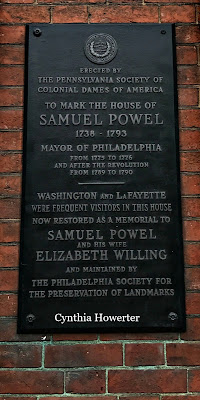 ERECTED BY
THE PENNSYLVANIA SOCIETY OF
COLONIAL DAMES OF AMERICA
TO MARK THE HOUSE OF
SAMUEL POWEL
1738 - 1793
MAYOR OF PHILADELPHIA
FROM 1775 TO 1776
AND AFTER THE REVOLUTION
FROM 1789 TO 1790
WASHINGTON AND LAFAYETTE
WERE FREQUENT VISITORS IN THIS HOUSE
NOW RESTORED AS A MEMORIAL TO
SAMUEL POWEL
AND HIS WIFE
ELIZABETH WILLING
AND MAINTAINED BY
THE PHILADELPHIA SOCIETY FOR
THE PRESERVATION OF LANDMARKS
Cynthia Howerter